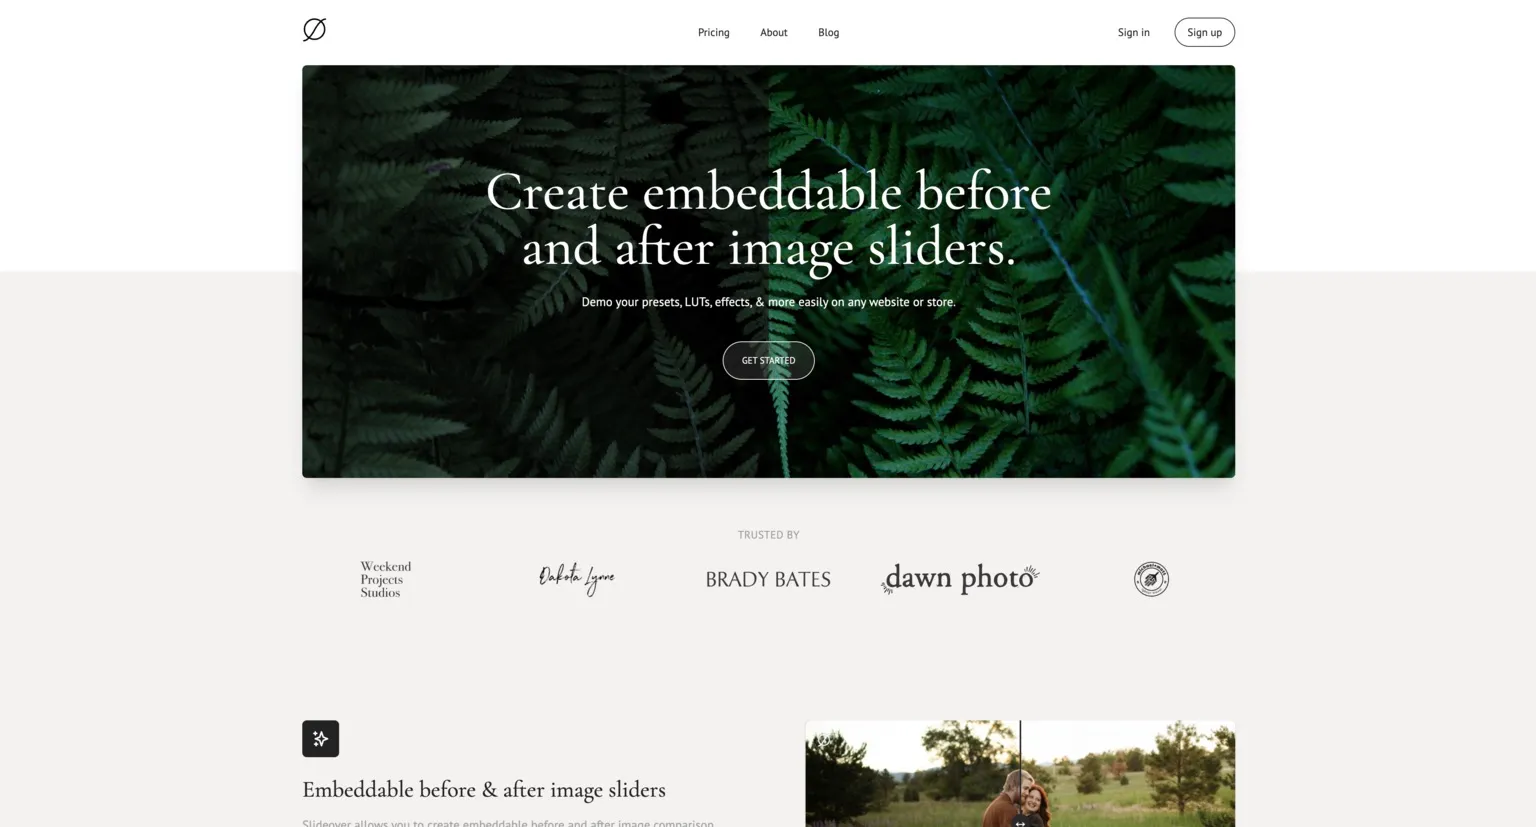 Pricing
About
Blog
Sign in
Sign up
Create embeddable before
and after image sliders.
Demo your presets, LUTs, effects, & more easily on any website or store.
GET STARTED
TRUSTED BY
Weekend
Projects
Studios
Dakota Lynne
BRADY BATES
dawn photo
Embeddable before & after image sliders
Slideover allows you to create embeddable before and after image comparison